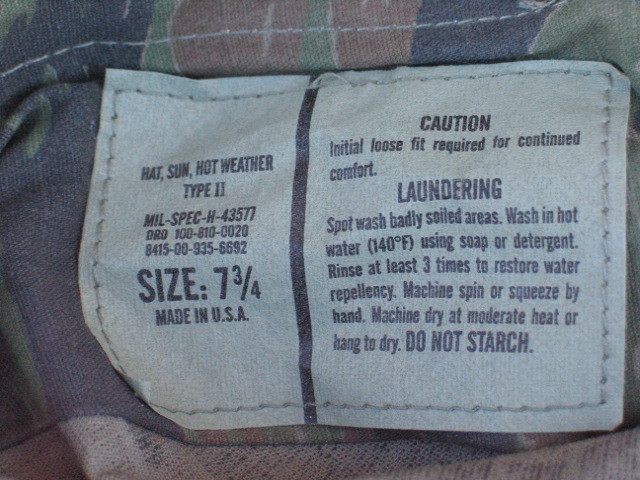 HAT, SUN, HOT WEATHER
TYPE II
MIL-SPEC-H-43577
DRO 100-810-0020
8415-00-935-6692
SIZE: 7 3/4
MADE IN U.S.A.
CAUTION
Initial loose fit required for continued
comfort.
LAUNDERING
Spot wash badly soiled areas. Wash in hot
water (140°F) using soap or detergent.
Rinse at least 3 times to restore water
repellency. Machine spin or squeeze by
hand. Machine dry at moderate heat or
hang to dry. DO NOT STARCH.